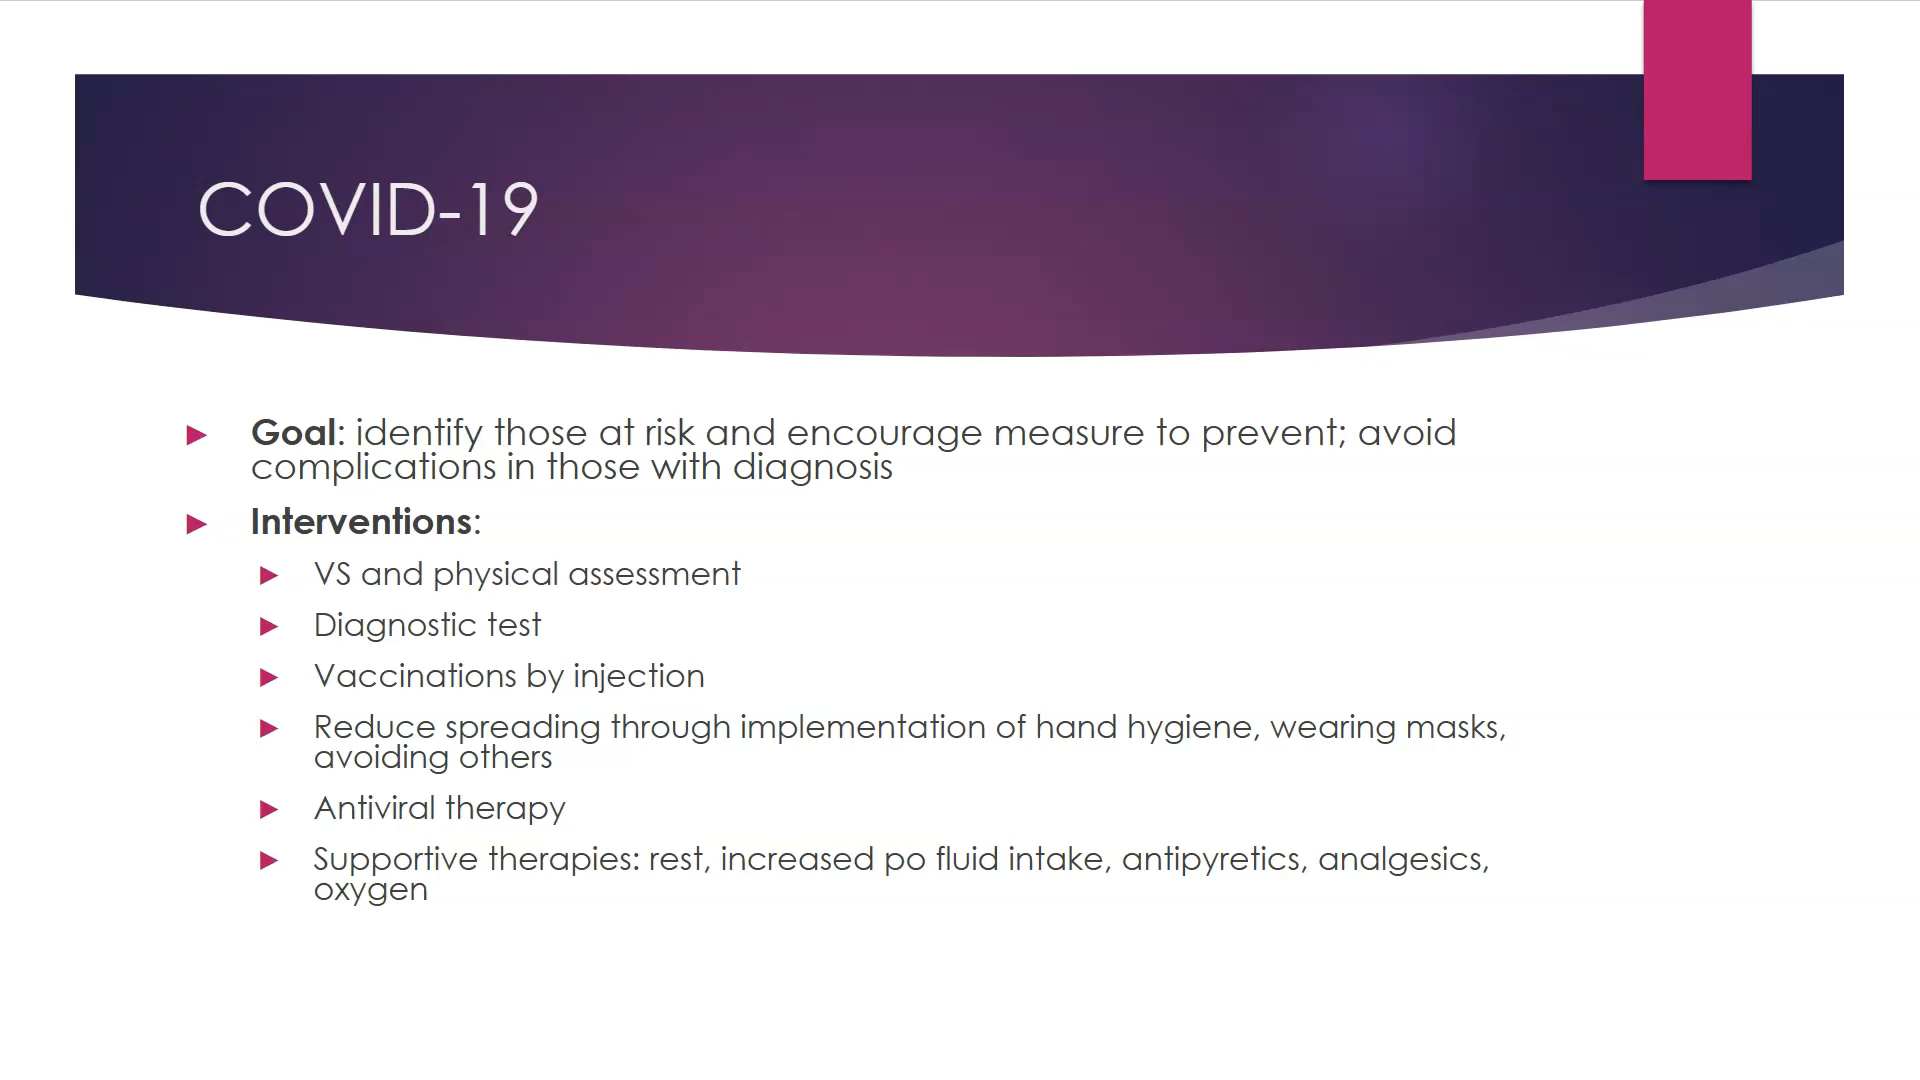 COVID-19
Goal: identify those at risk and encourage measure to prevent; avoid
complications in those with diagnosis
Interventions:
VS and physical assessment
Diagnostic test
Vaccinations by injection
Reduce spreading through implementation of hand hygiene, wearing masks,
avoiding others
Antiviral therapy
Supportive therapies: rest, increased po fluid intake, antipyretics, analgesics,
oxygen